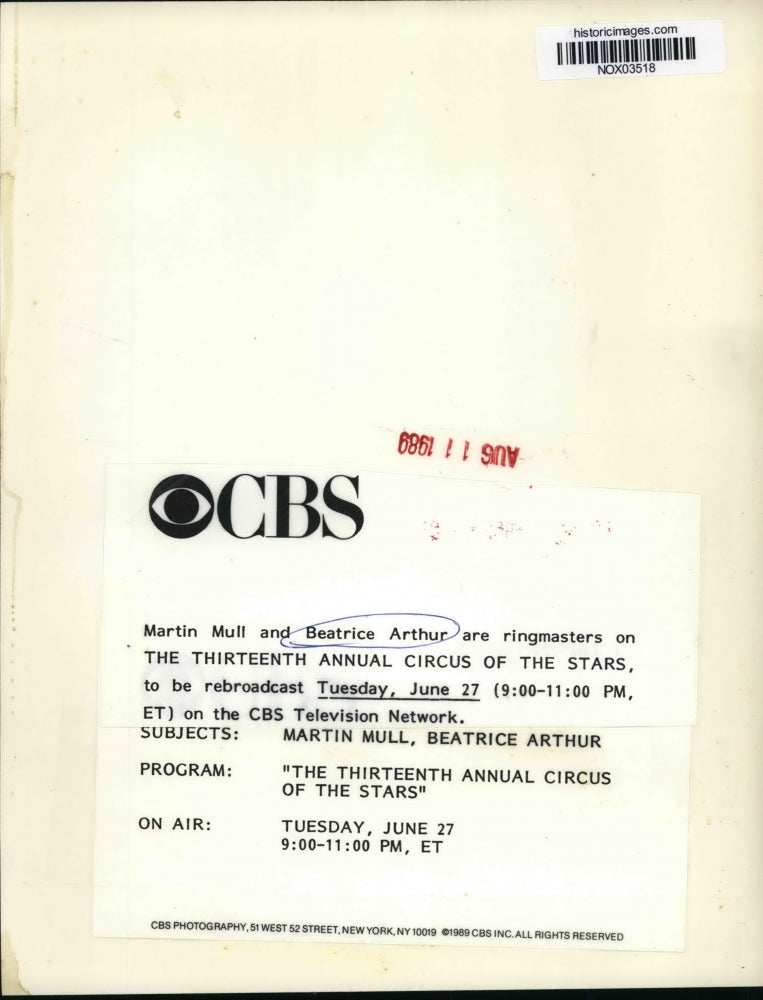 historicimages.com
NOX03518
AUG 11 1989
CBS
Martin Mull and Beatrice Arthur are ringmasters on
THE THIRTEENTH ANNUAL CIRCUS OF THE STARS,
to be rebroadcast Tuesday, June 27 (9:00-11:00 PM,
ET) on the CBS Television Network.
SUBJECTS: MARTIN MULL, BEATRICE ARTHUR
PROGRAM: "THE THIRTEENTH ANNUAL CIRCUS
OF THE STARS"
ON AIR: TUESDAY, JUNE 27
9:00-11:00 PM, ET
CBS PHOTOGRAPHY, 51 WEST 52 STREET, NEW YORK, NY 10019 ©1989 CBS INC. ALL RIGHTS RESERVED